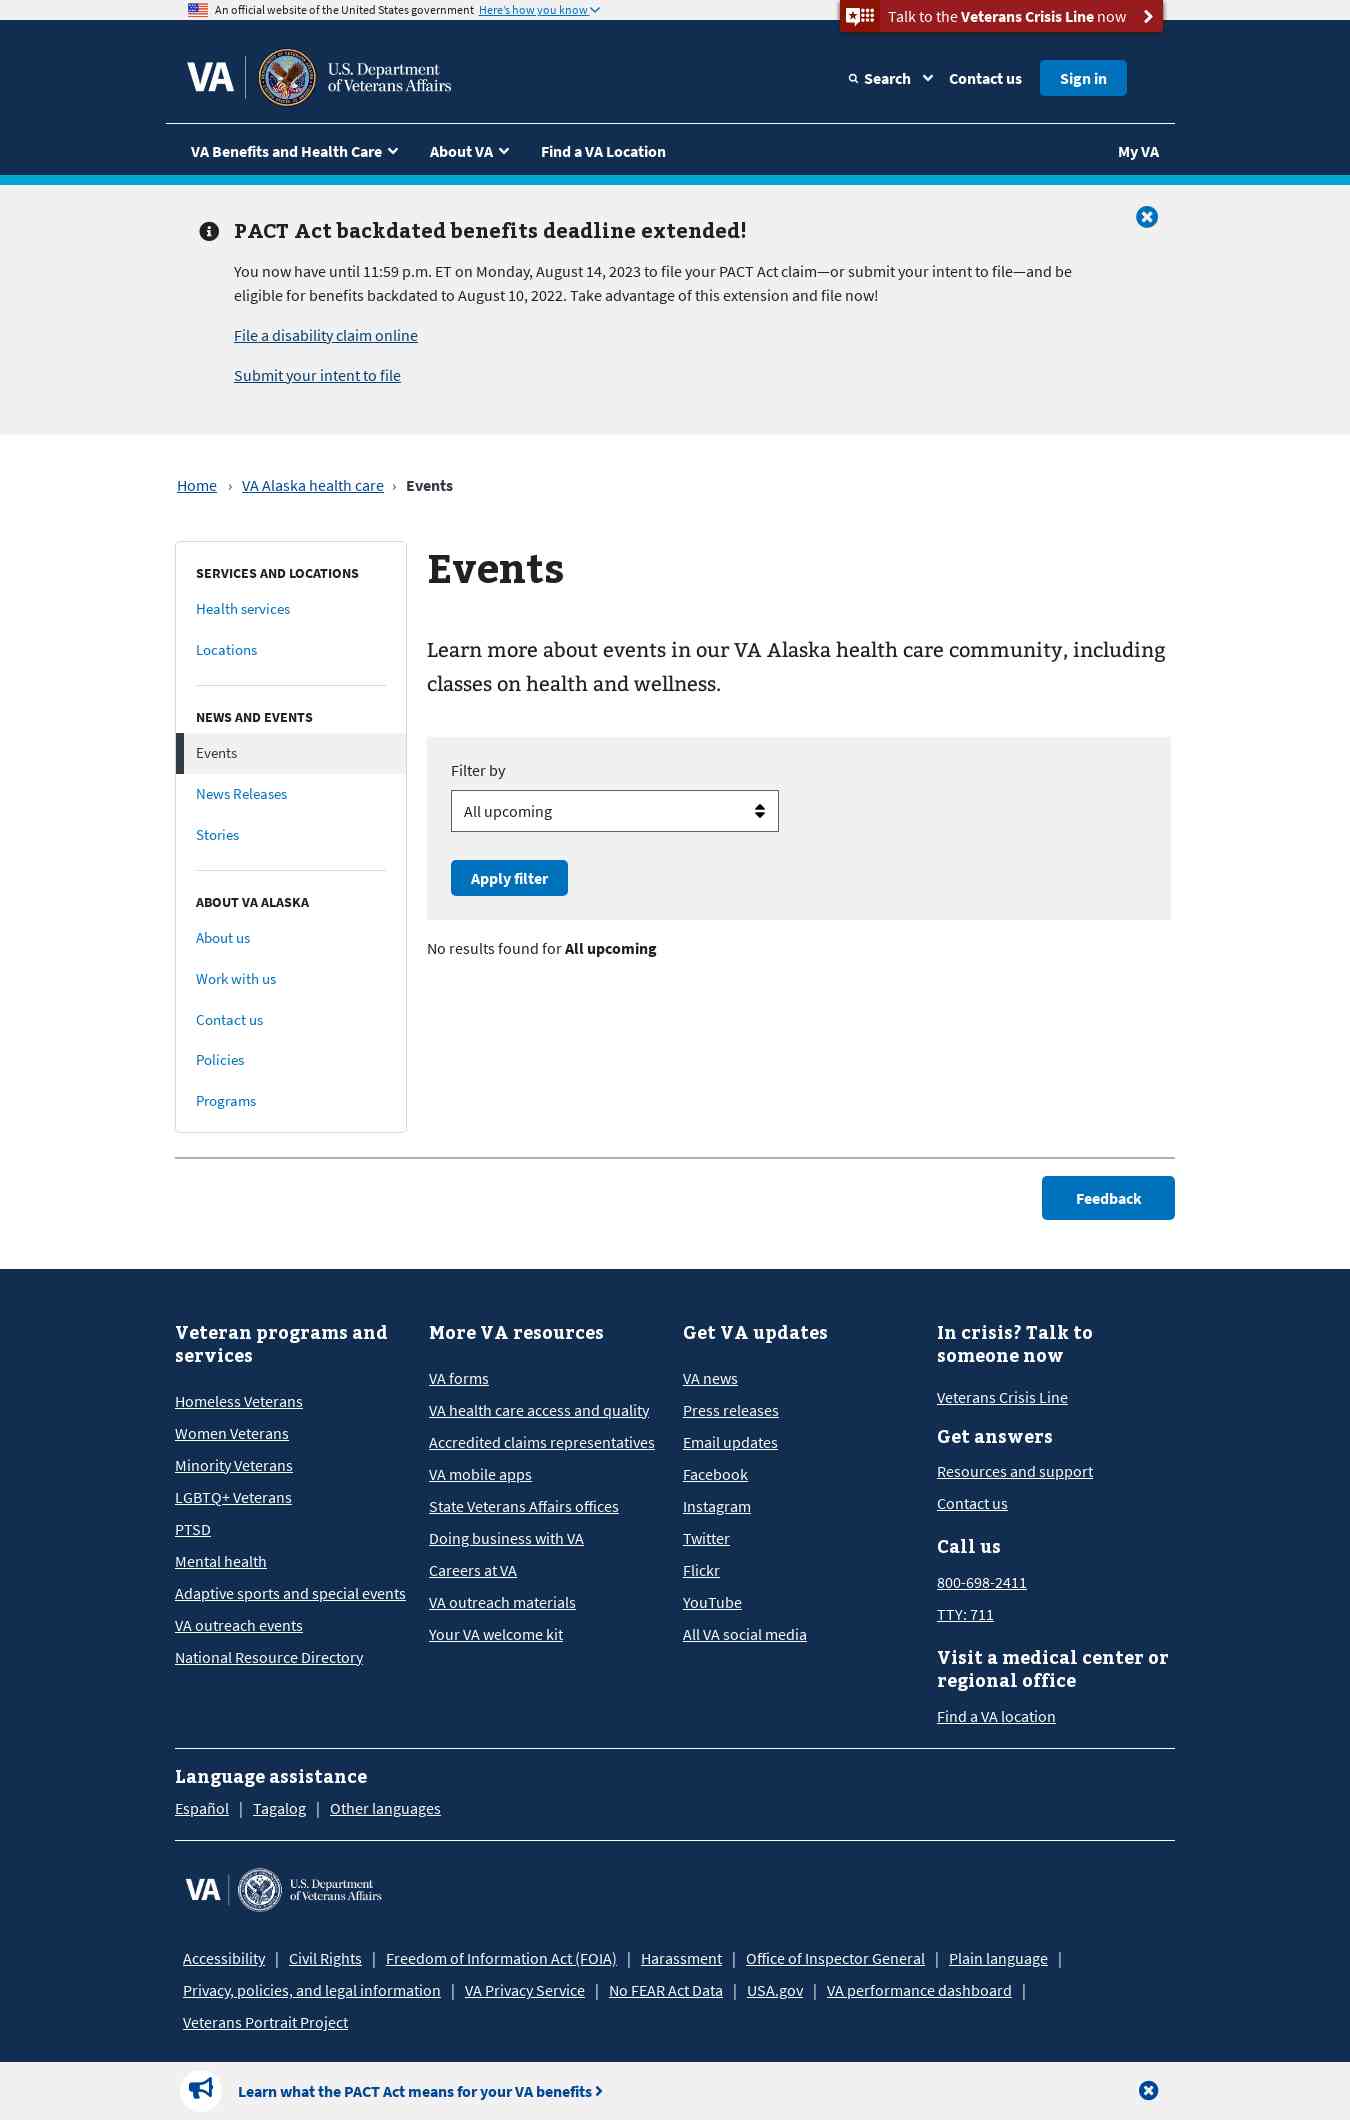 An official website of the United States government Here's how you know
Talk to the Veterans Crisis Line now
VA
U.S. Department
of Veterans Affairs
Search
Contact us
Sign in
VA Benefits and Health Care
About VA
Find a VA Location
My VA
PACT Act backdated benefits deadline extended!
You now have until 11:59 p.m. ET on Monday, August 14, 2023 to file your PACT Act claim—or submit your intent to file—and be
eligible for benefits backdated to August 10, 2022. Take advantage of this extension and file now!
File a disability claim online
Submit your intent to file
Home › VA Alaska health care › Events
SERVICES AND LOCATIONS
Health services
Locations
NEWS AND EVENTS
Events
News Releases
Stories
ABOUT VA ALASKA
About us
Work with us
Contact us
Policies
Programs
Events
Learn more about events in our VA Alaska health care community, including
classes on health and wellness.
Filter by
All upcoming
Apply filter
No results found for All upcoming
Feedback
Veteran programs and
services
Homeless Veterans
Women Veterans
Minority Veterans
LGBTQ+ Veterans
PTSD
Mental health
Adaptive sports and special events
VA outreach events
National Resource Directory
More VA resources
VA forms
VA health care access and quality
Accredited claims representatives
VA mobile apps
State Veterans Affairs offices
Doing business with VA
Careers at VA
VA outreach materials
Your VA welcome kit
Get VA updates
VA news
Press releases
Email updates
Facebook
Instagram
Twitter
Flickr
YouTube
All VA social media
In crisis? Talk to
someone now
Veterans Crisis Line
Get answers
Resources and support
Contact us
Call us
800-698-2411
TTY: 711
Visit a medical center or
regional office
Find a VA location
Language assistance
Español | Tagalog | Other languages
VA
U.S. Department
of Veterans Affairs
Accessibility | Civil Rights | Freedom of Information Act (FOIA) | Harassment | Office of Inspector General | Plain language |
Privacy, policies, and legal information | VA Privacy Service | No FEAR Act Data | USA.gov | VA performance dashboard |
Veterans Portrait Project
Learn what the PACT Act means for your VA benefits